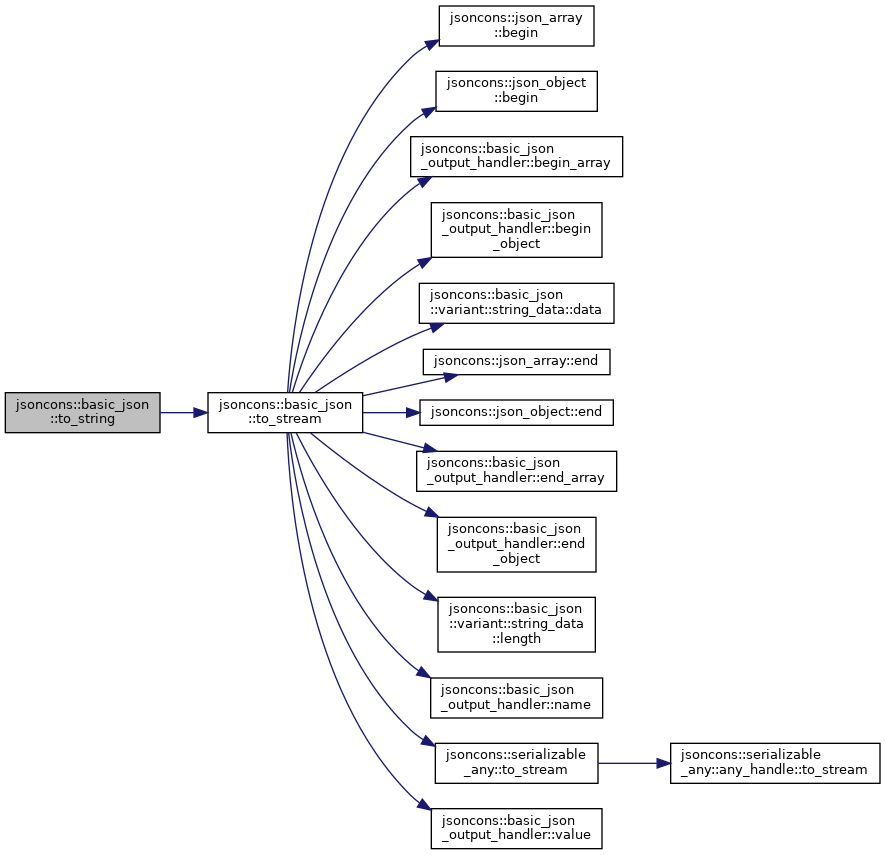 jsoncons::json_array
::begin
jsoncons::json_object
::begin
jsoncons::basic_json
_output_handler::begin_array
jsoncons::basic_json
_output_handler::begin
_object
jsoncons::basic_json
::variant::string_data::data
jsoncons::json_array::end
jsoncons::basic_json
::to_string
jsoncons::basic_json
::to_stream
jsoncons::json_object::end
jsoncons::basic_json
_output_handler::end_array
jsoncons::basic_json
_output_handler::end
_object
jsoncons::basic_json
::variant::string_data
::length
jsoncons::basic_json
_output_handler::name
jsoncons::serializable
_any::to_stream
jsoncons::serializable
_any::any_handle::to_stream
jsoncons::basic_json
_output_handler::value